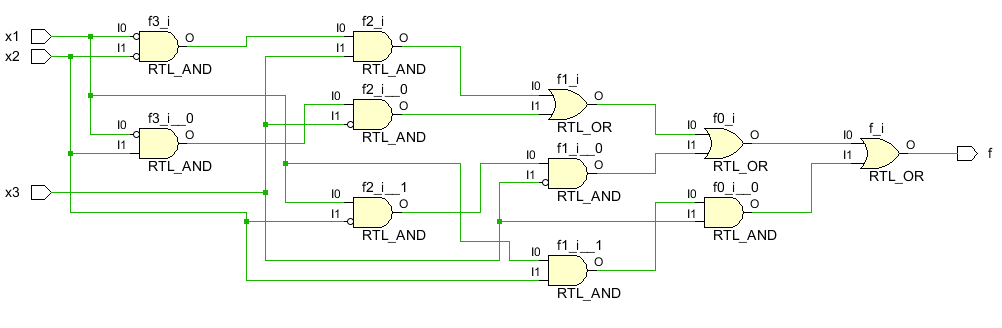 x1
x2
x3
f3_i
I0
I1
O
RTL_AND
f3_i__0
I0
I1
O
RTL_AND
f2_i
I0
I1
O
RTL_AND
f2_i__0
I0
I1
O
RTL_AND
f2_i__1
I0
I1
O
RTL_AND
f1_i
I0
I1
O
RTL_OR
f1_i__0
I0
I1
O
RTL_AND
f1_i__1
I0
I1
O
RTL_AND
f0_i
I0
I1
O
RTL_OR
f0_i__0
I0
I1
O
RTL_AND
f_i
I0
I1
O
RTL_OR
f